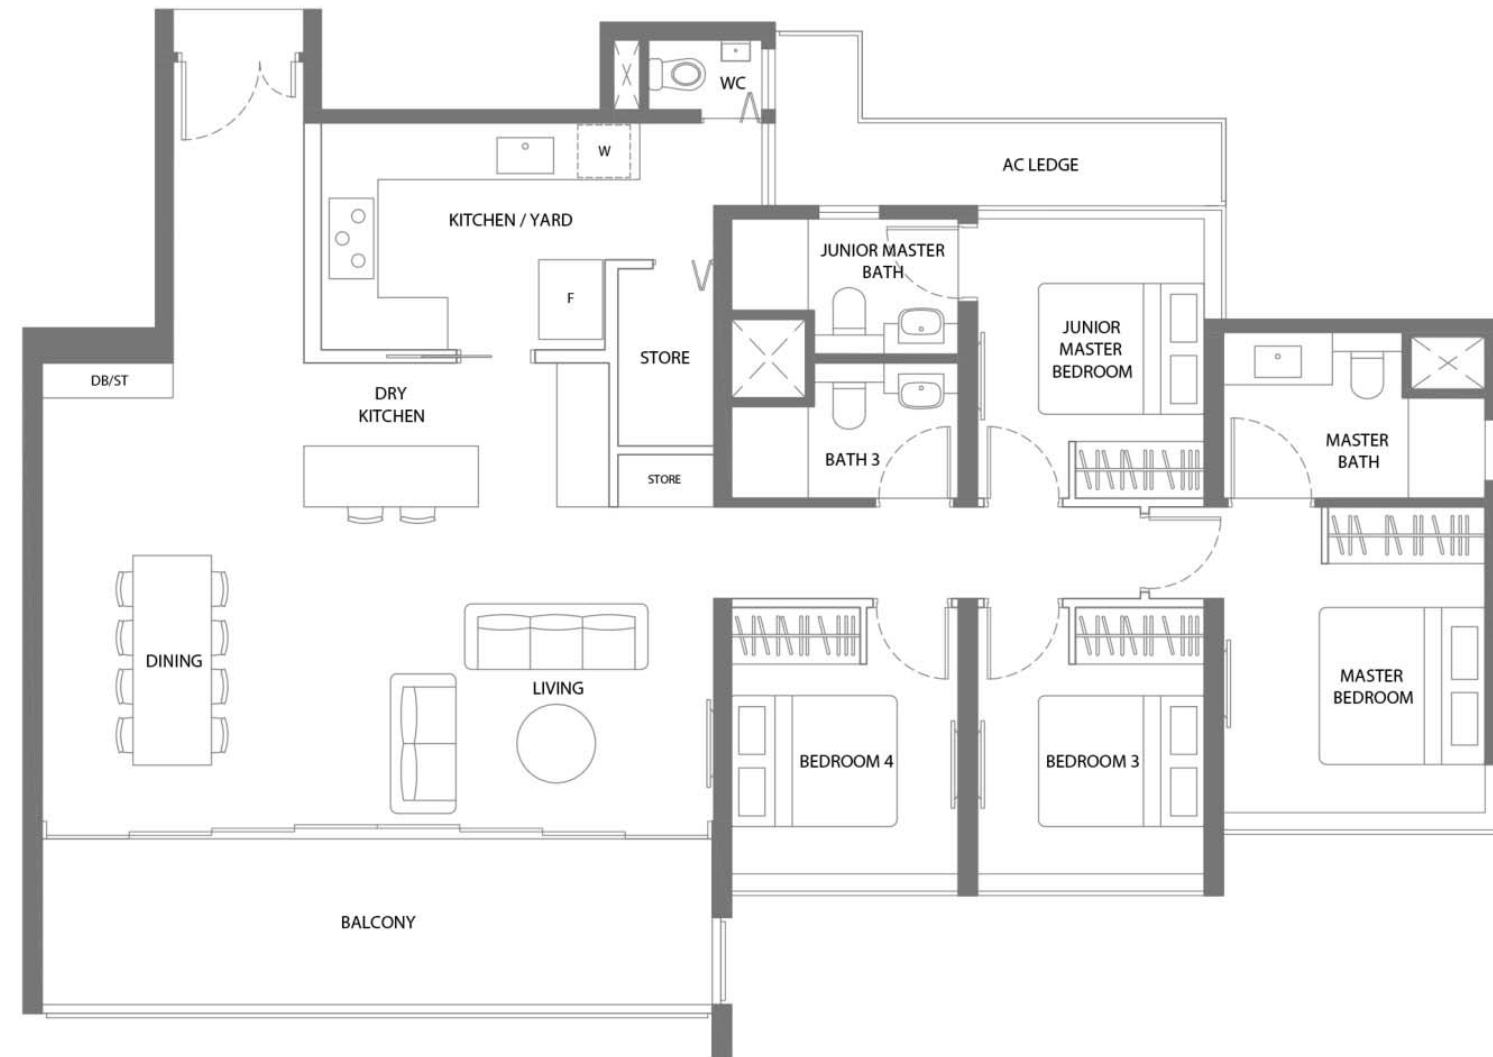 WC
W
AC LEDGE
KITCHEN / YARD
JUNIOR MASTER
BATH
F
JUNIOR
MASTER
BEDROOM
STORE
DB/ST
DRY
KITCHEN
BATH 3
MASTER
BATH
STORE
DINING
LIVING
MASTER
BEDROOM
BEDROOM 4
BEDROOM 3
BALCONY